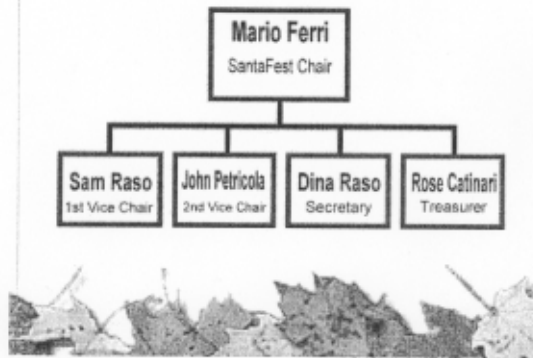 Mario Ferri
SantaFest Chair
Sam Raso
1st Vice Chair
John Petricola
2nd Vice Chair
Dina Raso
Secretary
Rose Catinari
Treasurer